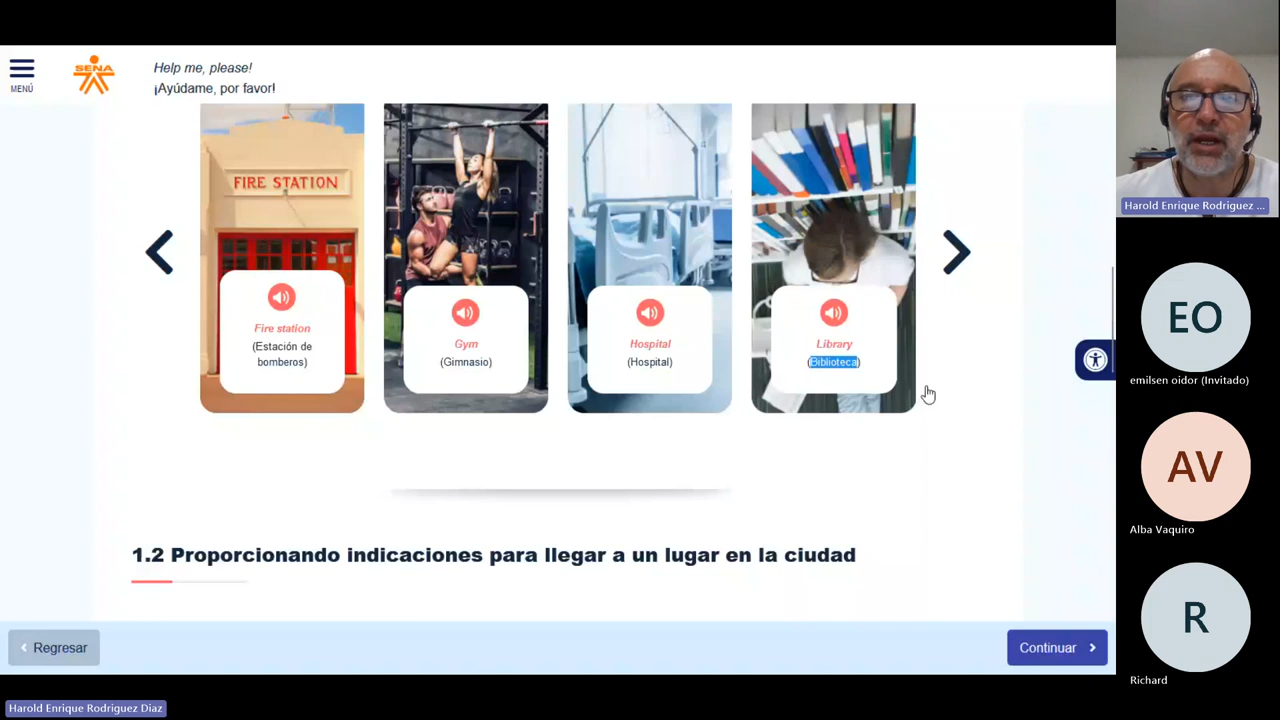 MENÚ
SENA
Help me, please!
¡Ayúdame, por favor!
FIRE STATION
Fire station
(Estación de
bomberos)
Gym
(Gimnasio)
Hospital
(Hospital)
Library
(Biblioteca)
1.2 Proporcionando indicaciones para llegar a un lugar en la ciudad
Regresar
Continuar
Harold Enrique Rodriguez Diaz
Harold Enrique Rodriguez ...
EO
emilsen oidor (Invitado)
AV
Alba Vaquiro
R
Richard